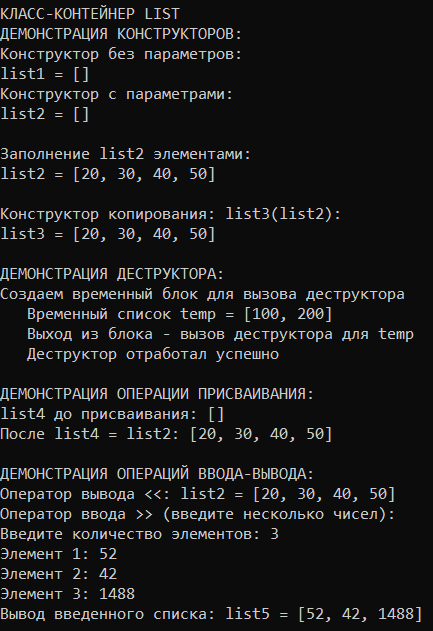 КЛАСС-КОНТЕЙНЕР LIST
ДЕМОНСТРАЦИЯ КОНСТРУКТОРОВ:
Конструктор без параметров:
list1 = []
Конструктор с параметрами:
list2 = []
Заполнение list2 элементами:
list2 = [20, 30, 40, 50]
Конструктор копирования: list3(list2):
list3 = [20, 30, 40, 50]
ДЕМОНСТРАЦИЯ ДЕСТРУКТОРА:
Создаем временный блок для вызова деструктора
Временный список temp = [100, 200]
Выход из блока - вызов деструктора для temp
Деструктор отработал успешно
ДЕМОНСТРАЦИЯ ОПЕРАЦИИ ПРИСВАИВАНИЯ:
list4 до присваивания: []
После list4 = list2: [20, 30, 40, 50]
ДЕМОНСТРАЦИЯ ОПЕРАЦИЙ ВВОДА-ВЫВОДА:
Оператор вывода <<: list2 = [20, 30, 40, 50]
Оператор ввода >> (введите несколько чисел):
Введите количество элементов: 3
Элемент 1: 52
Элемент 2: 42
Элемент 3: 1488
Вывод введенного списка: list5 = [52, 42, 1488]